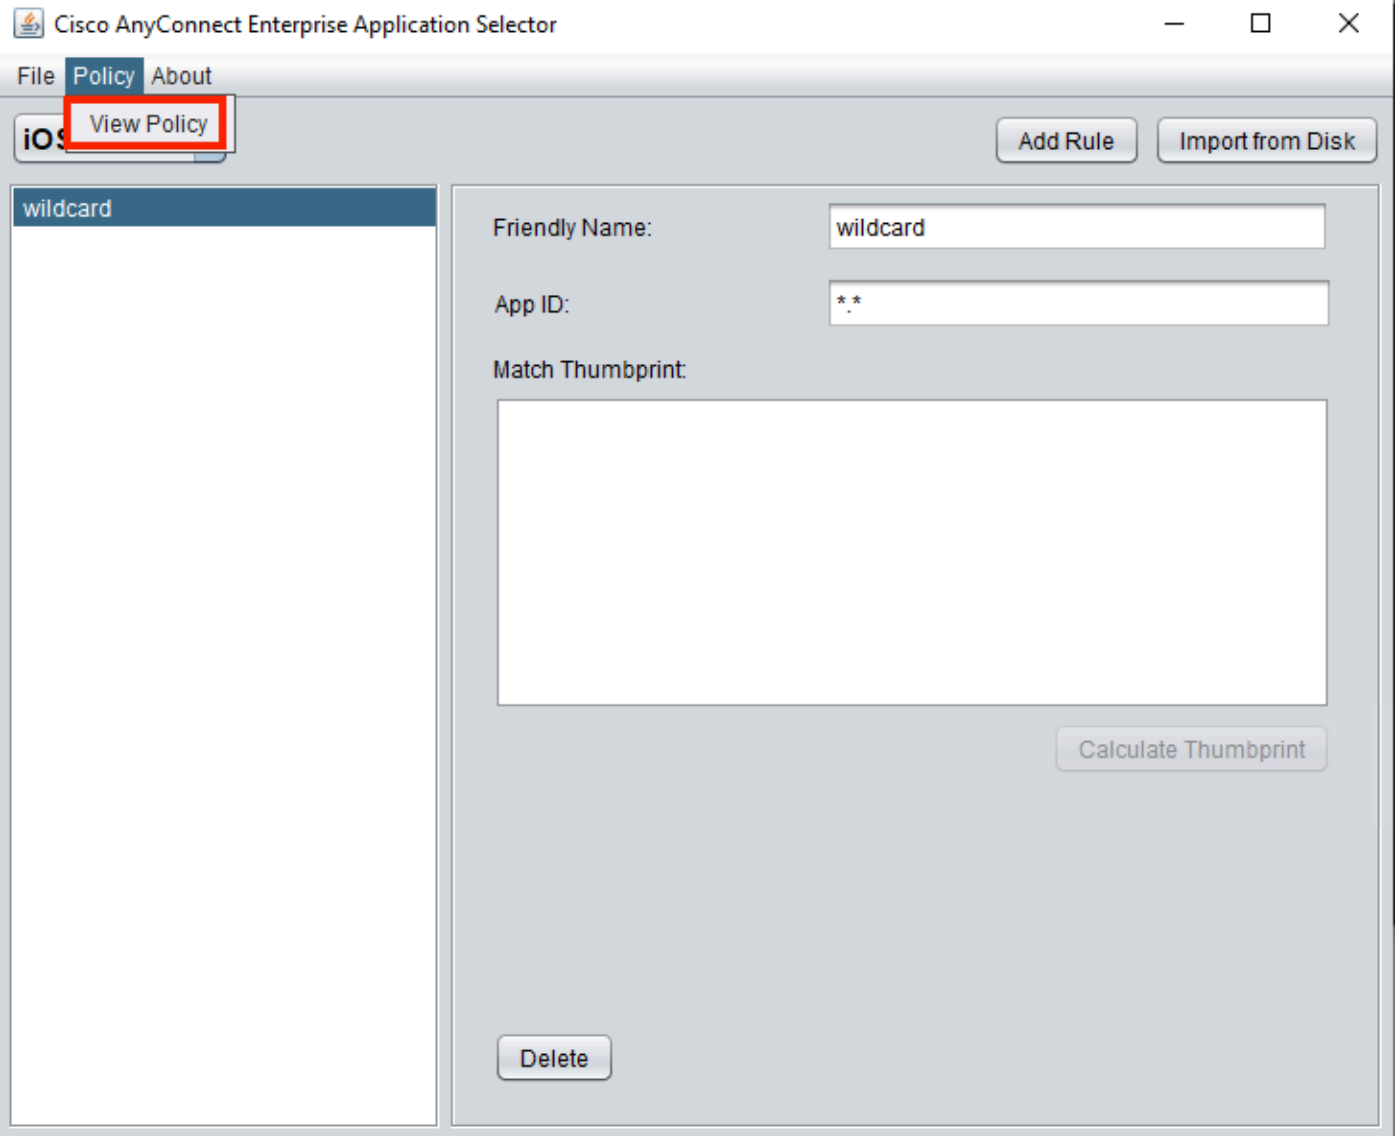 Cisco AnyConnect Enterprise Application Selector
File Policy About
View Policy
iOS
Add Rule Import from Disk
wildcard
Friendly Name: wildcard
App ID: *.*
Match Thumbprint:
Calculate Thumbprint
Delete